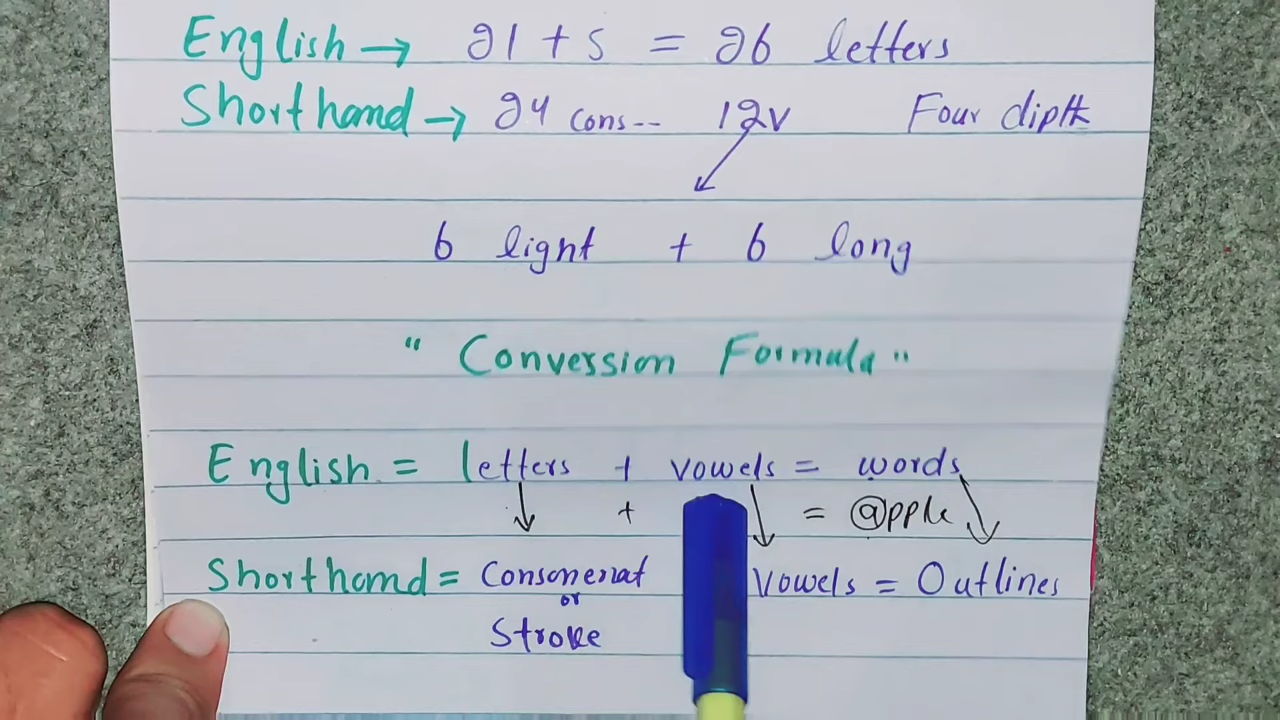 English → 21 + 5 = 26 letters
Shorthand → 24 cons-- 12v Four dipth
6 light + 6 long
" Conversion Formula "
English = letters + vowels = words
+ = @pple
Shorthand = Consonenat vowels = Outlines
or
Stroke